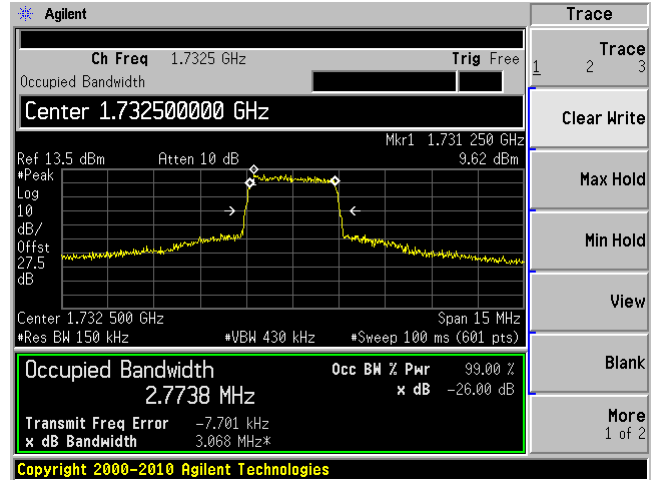 Agilent
Trace
Ch Freq 1.7325 GHz Trig Free
Occupied Bandwidth
Center 1.732500000 GHz
Mkr1 1.731 250 GHz
Ref 13.5 dBm Atten 10 dB 9.62 dBm
#Peak
Log
10
dB/
Offst
27.5
dB
1
Center 1.732 500 GHz Span 15 MHz
#Res BW 150 kHz #VBW 430 kHz #Sweep 100 ms (601 pts)
Occupied Bandwidth
2.7738 MHz
Occ BW % Pwr 99.00 %
x dB -26.00 dB
Transmit Freq Error -7.701 kHz
x dB Bandwidth 3.068 MHz*
Trace
1 2 3
Clear Write
Max Hold
Min Hold
View
Blank
More
1 of 2
Copyright 2000-2010 Agilent Technologies